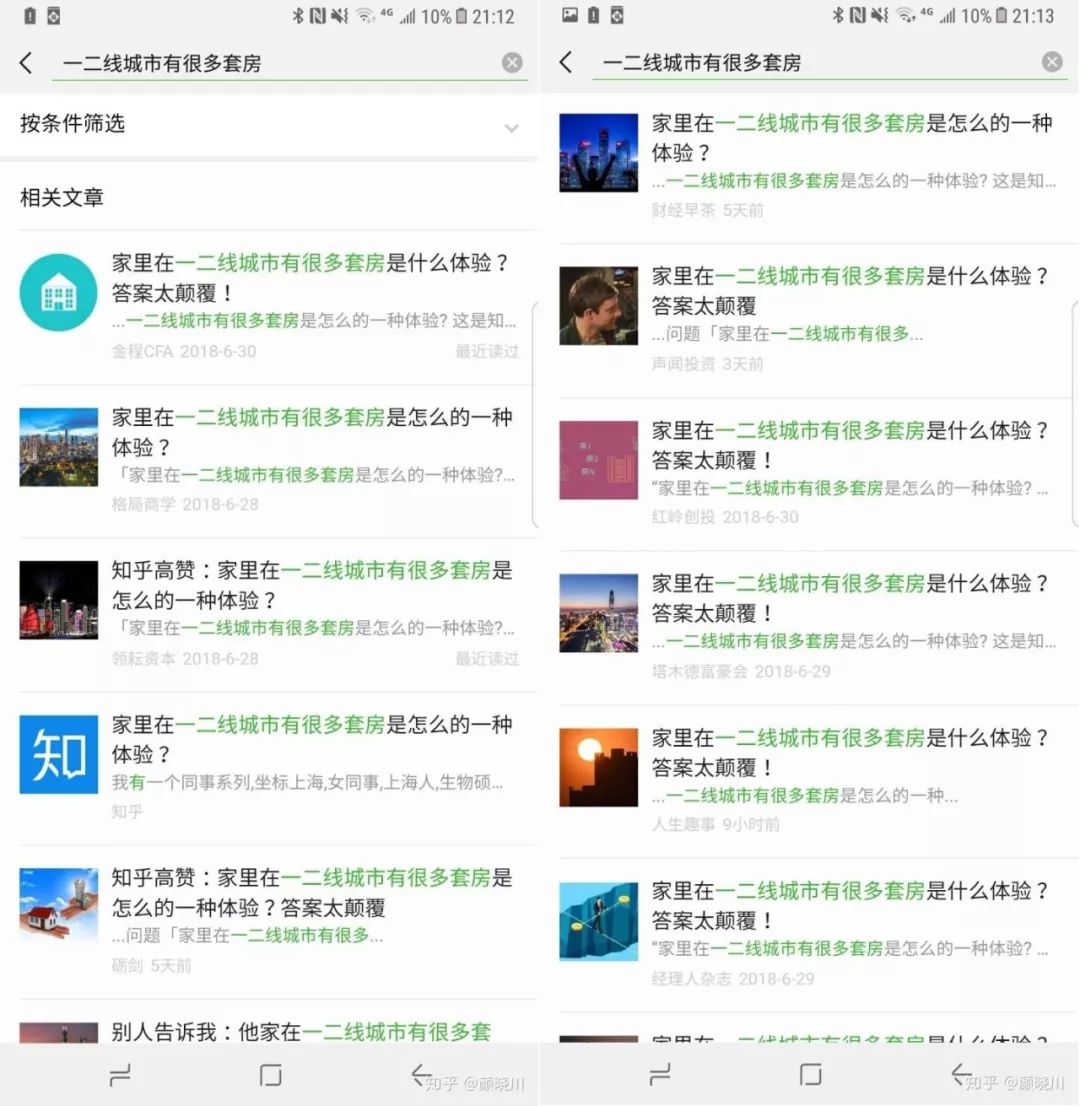 4G 10% 21:12
一二线城市有很多套房
按条件筛选
相关文章
家里在一二线城市有很多套房是什么体验？
答案太颠覆！
...一二线城市有很多套房是怎么的一种体验? 这是知...
金程CFA 2018-6-30 最近读过
家里在一二线城市有很多套房是怎么的一种
体验？
「家里在一二线城市有很多套房是怎么的一种体验?...
格局商学 2018-6-28
知乎高赞：家里在一二线城市有很多套房是
怎么的一种体验？
「家里在一二线城市有很多套房是怎么的一种体验?...
领耘资本 2018-6-28 最近读过
知
家里在一二线城市有很多套房是怎么的一种
体验？
我有一个同事系列,坐标上海,女同事,上海人,生物硕...
知乎
知乎高赞：家里在一二线城市有很多套房是
怎么的一种体验？答案太颠覆
...问题「家里在一二线城市有很多...
砺剑 5天前
别人告诉我：他家在一二线城市有很多套
知乎 @颜晓川
4G 10% 21:13
一二线城市有很多套房
家里在一二线城市有很多套房是怎么的一种
体验？
...一二线城市有很多套房是怎么的一种体验? 这是知...
财经早茶 5天前
家里在一二线城市有很多套房是什么体验？
答案太颠覆
...问题「家里在一二线城市有很多...
声闻投资 3天前
家里在一二线城市有很多套房是什么体验？
答案太颠覆！
“家里在一二线城市有很多套房是怎么的一种体验? ...
红岭创投 2018-6-30
家里在一二线城市有很多套房是什么体验？
答案太颠覆！
...一二线城市有很多套房是怎么的一种体验? 这是知...
塔木德富豪会 2018-6-29
家里在一二线城市有很多套房是什么体验？
答案太颠覆！
...一二线城市有很多套房是怎么的一种...
人生趣事 9小时前
家里在一二线城市有很多套房是什么体验？
答案太颠覆！
“家里在一二线城市有很多套房是怎么的一种体验? ...
经理人杂志 2018-6-29
家里在一二线城市有很多套房是什么体验？
知乎 @颜晓川